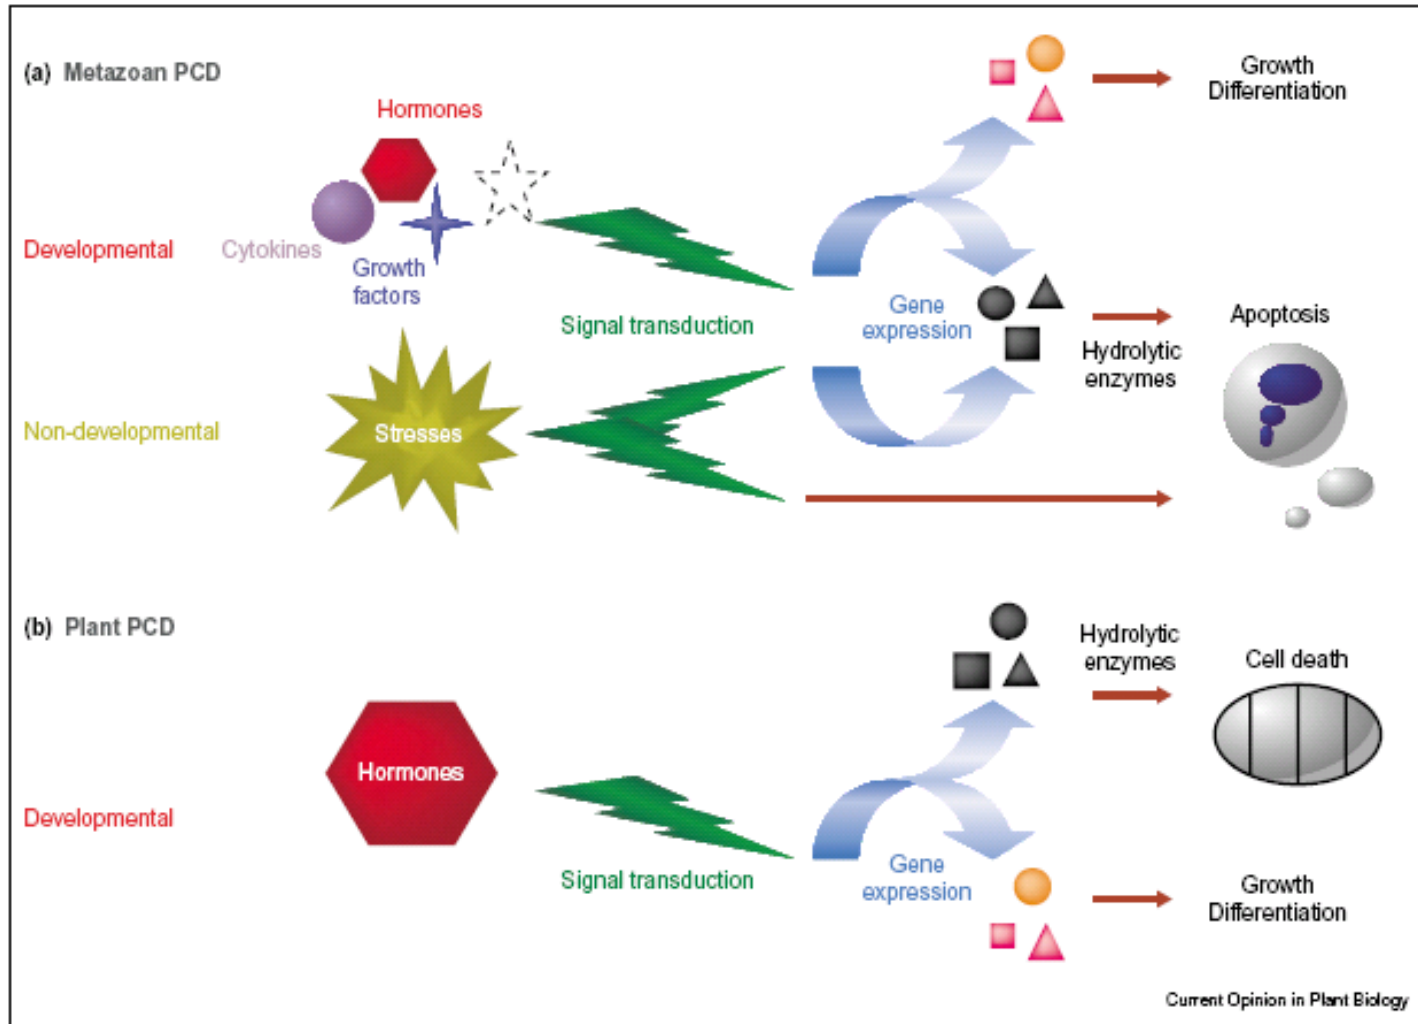 (a) Metazoan PCD
Hormones
Growth
Differentiation
Developmental
Cytokines
Growth
factors
Signal transduction
Gene
expression
Hydrolytic
enzymes
Apoptosis
Non-developmental
Stresses
(b) Plant PCD
Hydrolytic
enzymes
Cell death
Hormones
Developmental
Signal transduction
Gene
expression
Growth
Differentiation
Current Opinion in Plant Biology